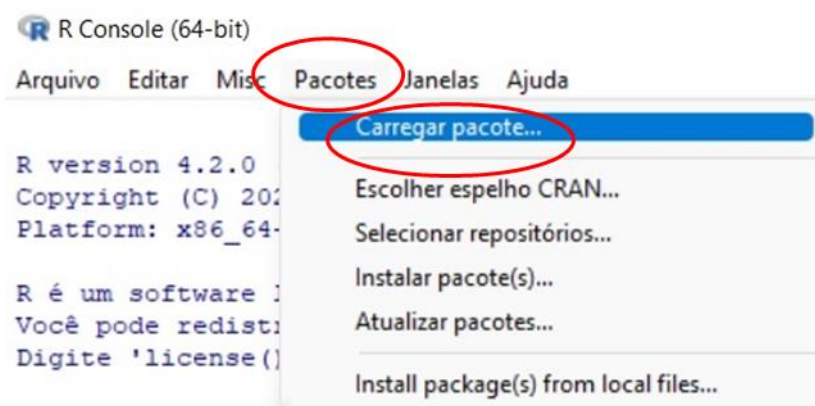 R Console (64-bit)
Arquivo Editar Misc Pacotes Janelas Ajuda
Carregar pacote...
Escolher espelho CRAN...
Selecionar repositórios...
Instalar pacote(s)...
Atualizar pacotes...
Install package(s) from local files...
R version 4.2.0
Copyright (C) 202
Platform: x86_64-
R é um software l
Você pode redist
Digite 'license()